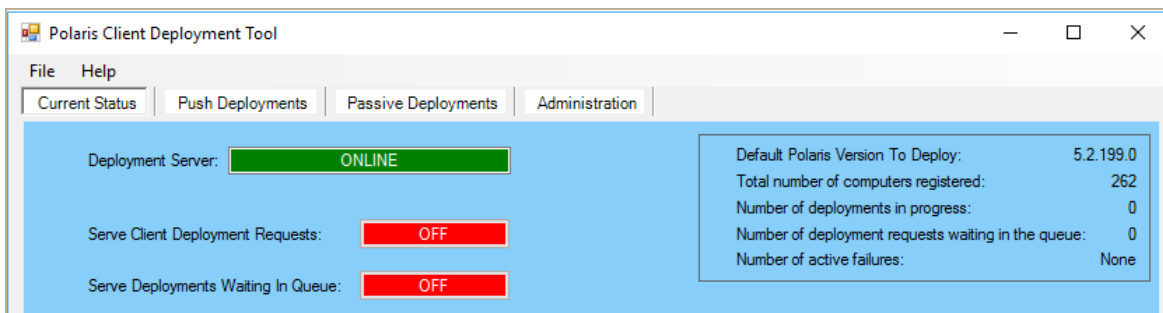 Polaris Client Deployment Tool
File Help
Current Status Push Deployments Passive Deployments Administration
Deployment Server: ONLINE
Serve Client Deployment Requests: OFF
Serve Deployments Waiting In Queue: OFF
Default Polaris Version To Deploy: 5.2.199.0
Total number of computers registered: 262
Number of deployments in progress: 0
Number of deployment requests waiting in the queue: 0
Number of active failures: None